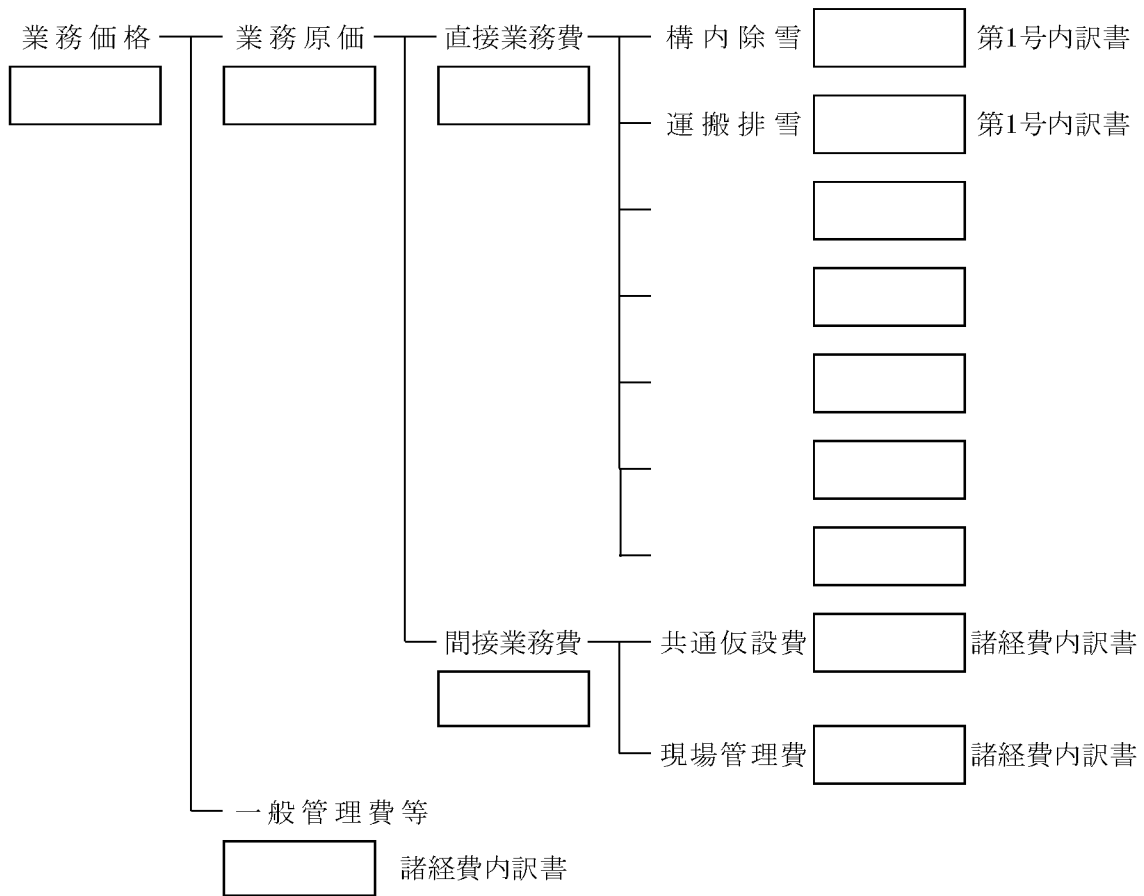 業務価格 業務原価 直接業務費 構内除雪 第1号内訳書
運搬排雪 第1号内訳書
間接業務費 共通仮設費 諸経費内訳書
現場管理費 諸経費内訳書
一般管理費等
諸経費内訳書